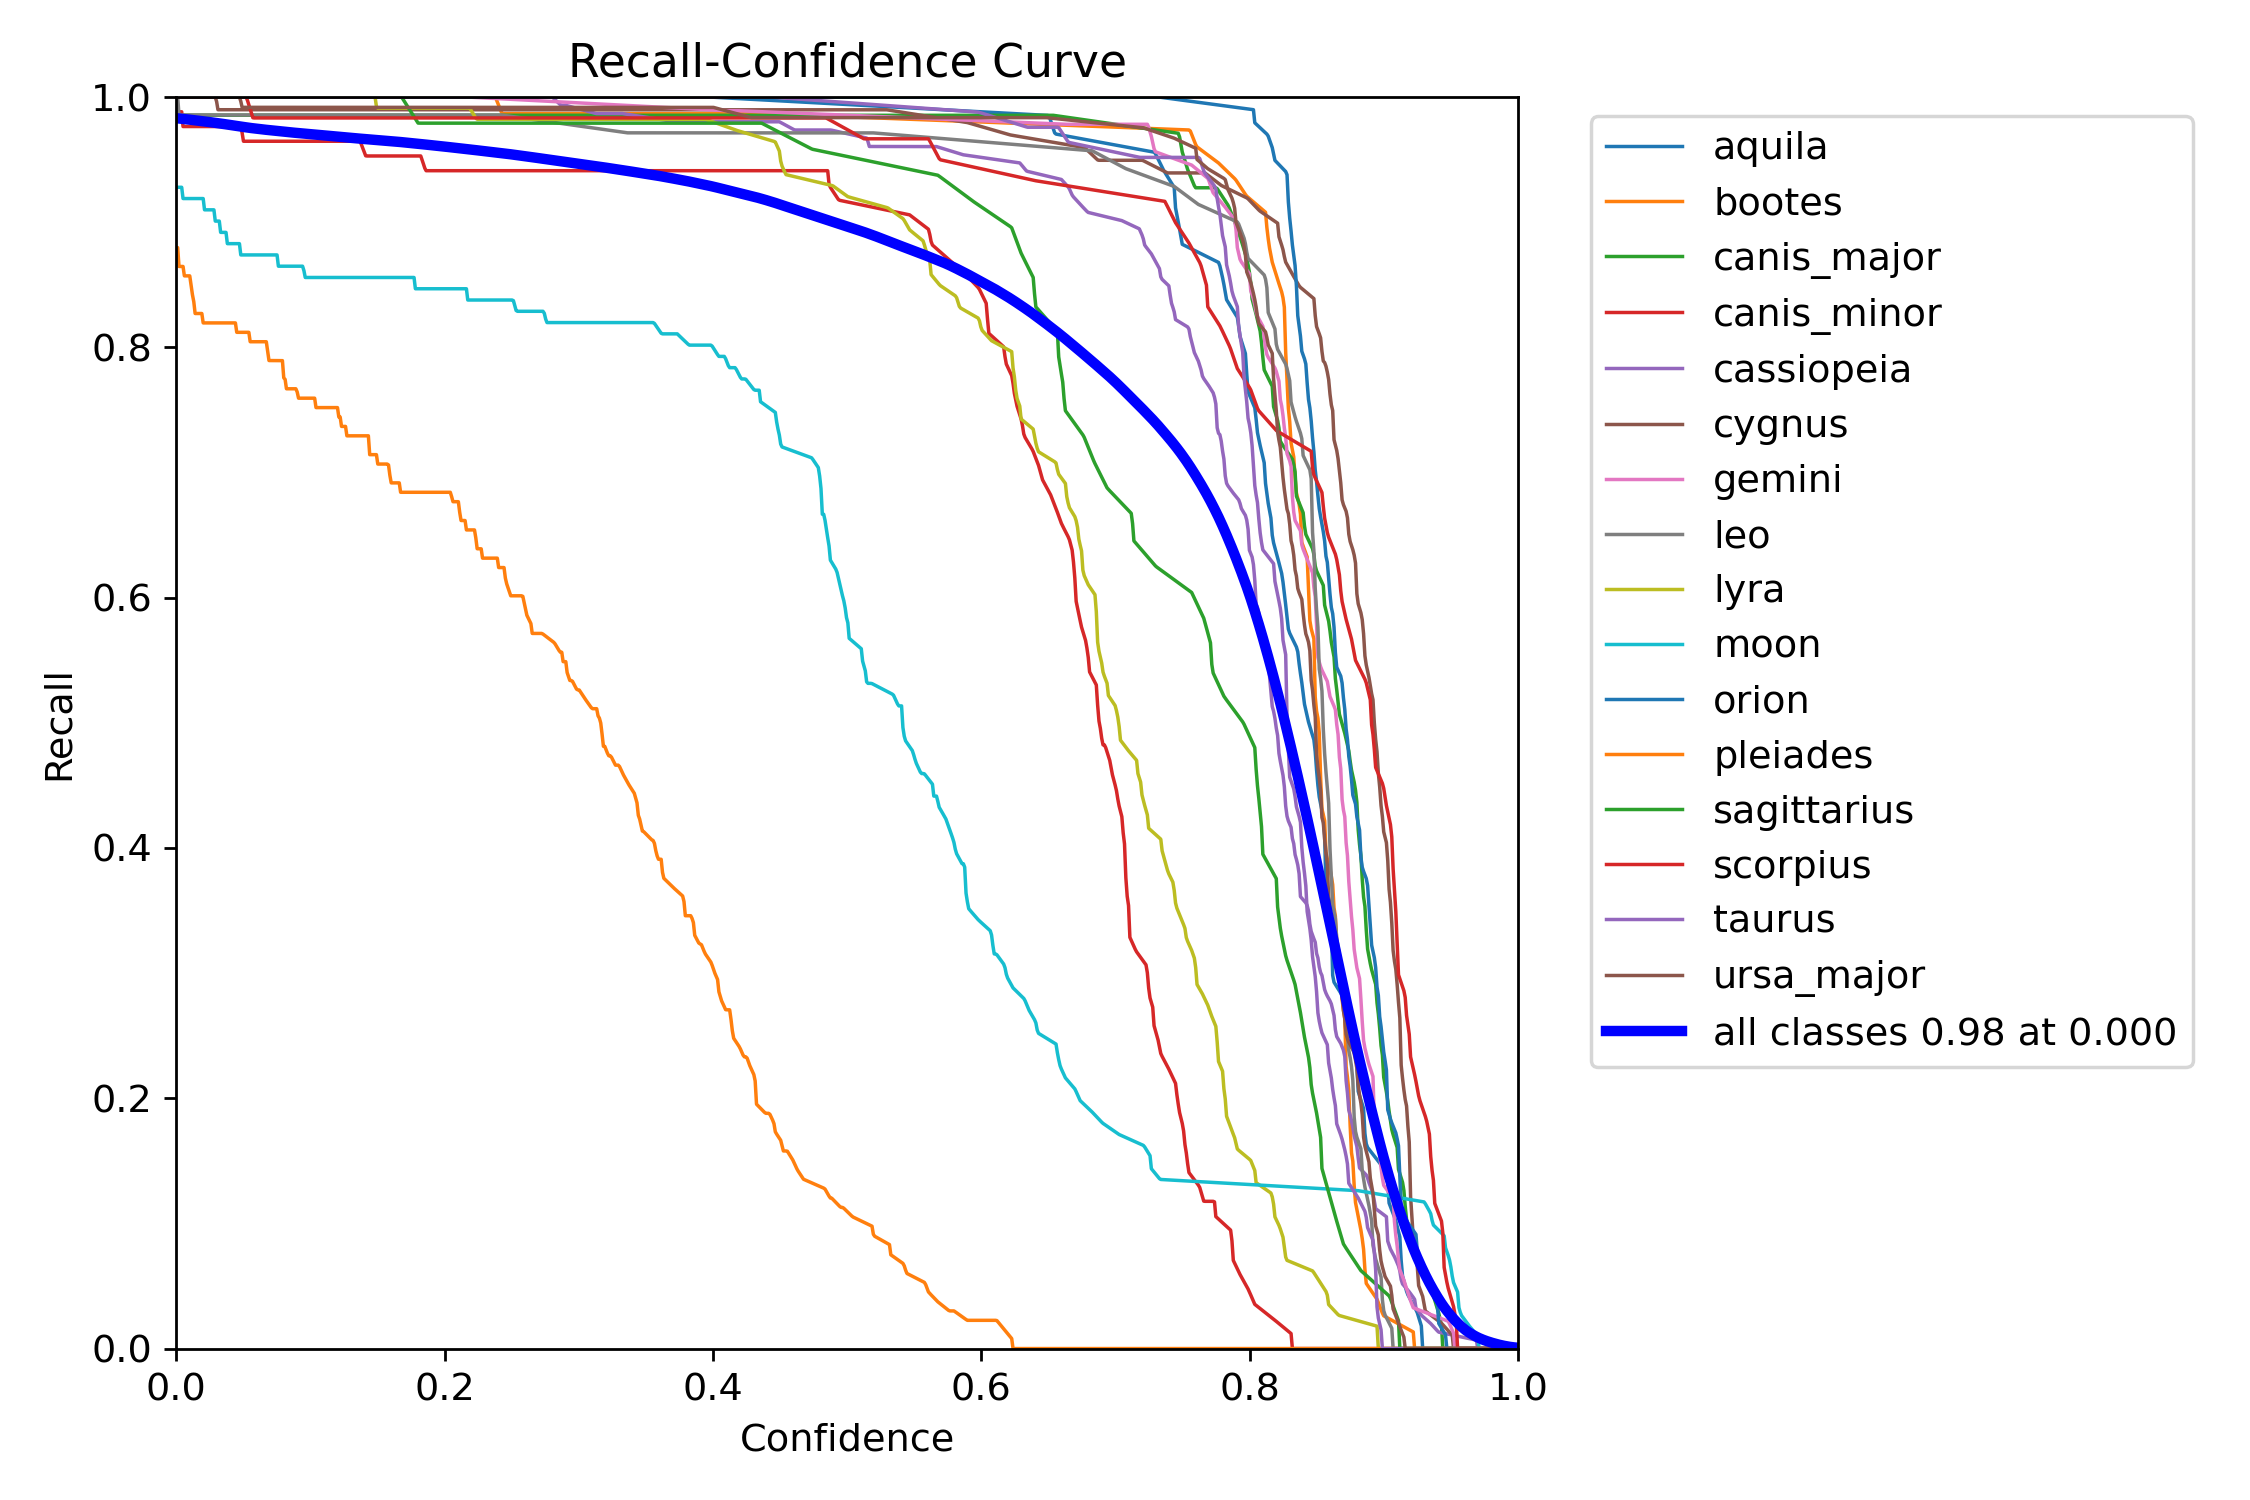 Recall-Confidence Curve
1.0
0.8
0.6
0.4
0.2
0.0
Recall
0.0 0.2 0.4 0.6 0.8 1.0
Confidence
aquila
bootes
canis_major
canis_minor
cassiopeia
cygnus
gemini
leo
lyra
moon
orion
pleiades
sagittarius
scorpius
taurus
ursa_major
all classes 0.98 at 0.000